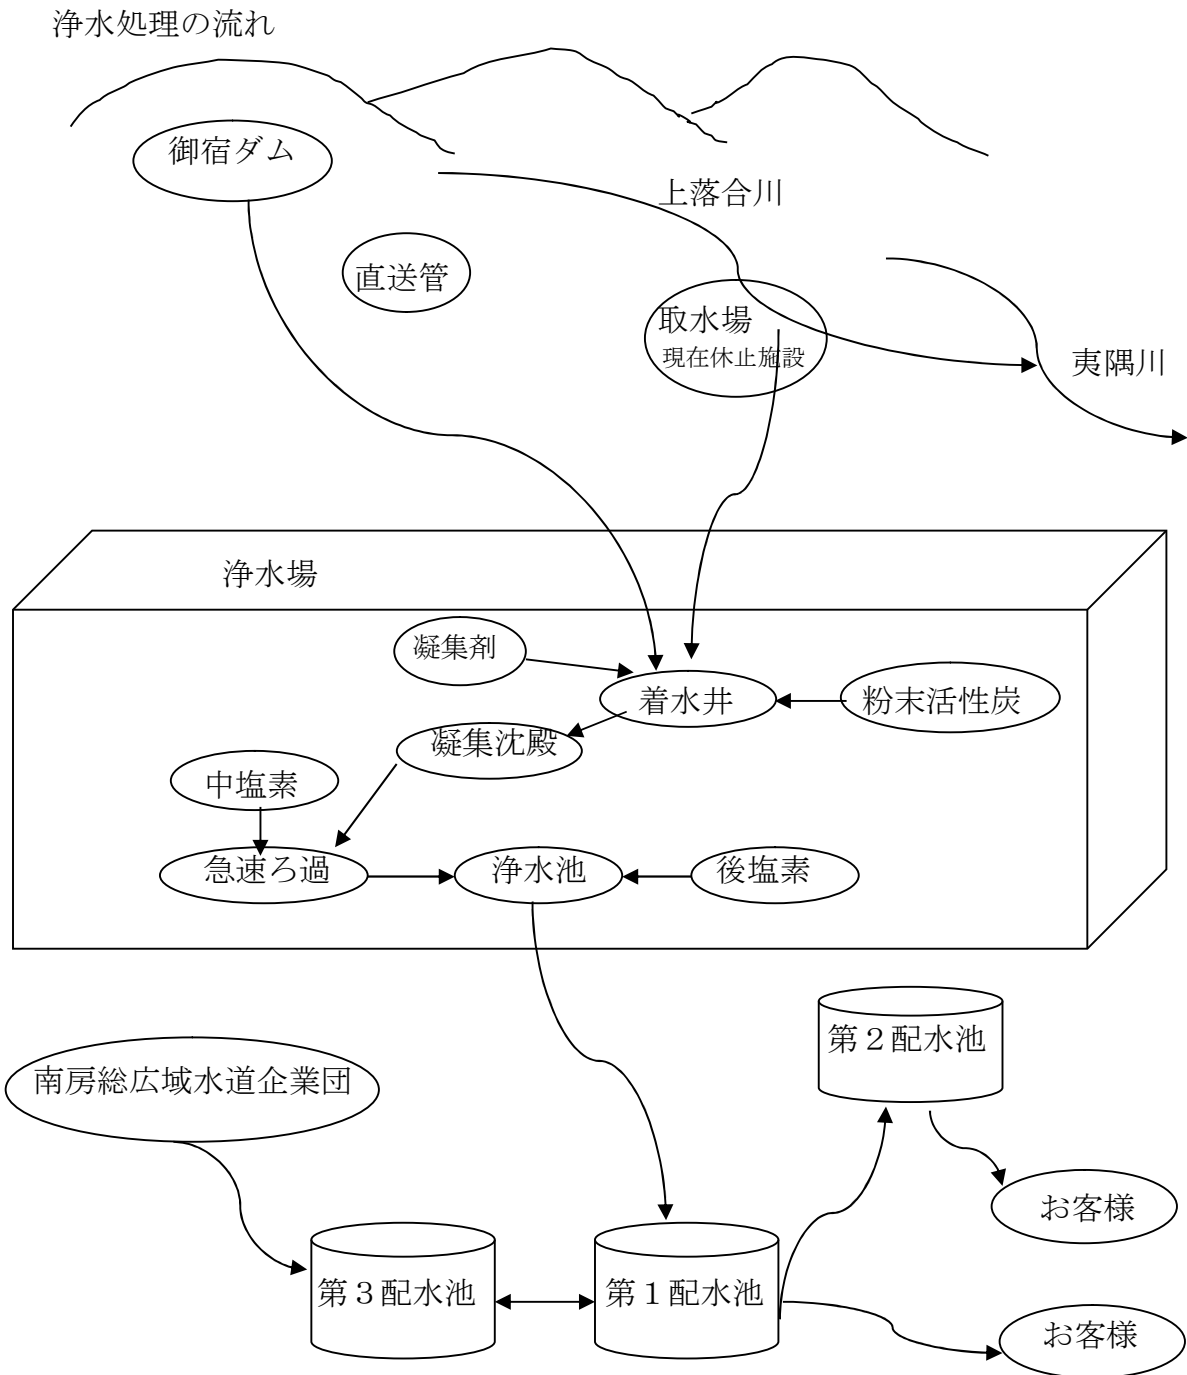 浄水処理の流れ
御宿ダム
上落合川
直送管
取水場
現在休止施設
夷隅川
浄水場
凝集剤
着水井
粉末活性炭
凝集沈殿
中塩素
急速ろ過
浄水池
後塩素
第２配水池
南房総広域水道企業団
お客様
第３配水池
第１配水池
お客様